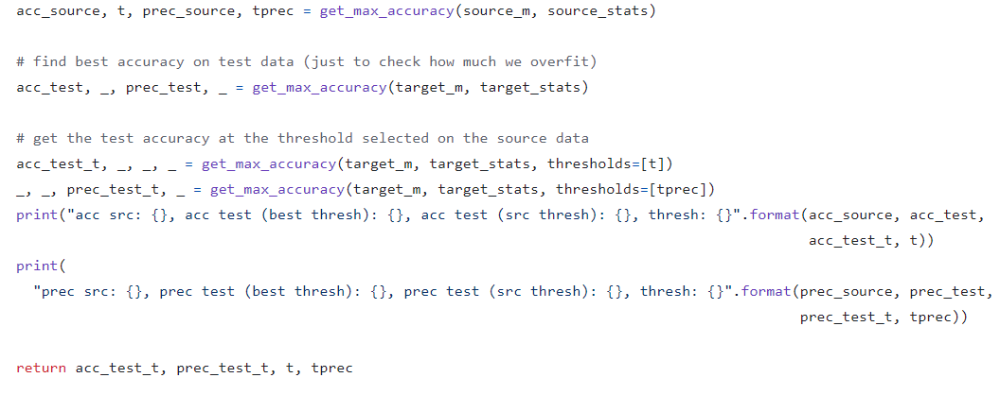 acc_source, t, prec_source, tprec = get_max_accuracy(source_m, source_stats)
# find best accuracy on test data (just to check how much we overfit)
acc_test, _, prec_test, _ = get_max_accuracy(target_m, target_stats)
# get the test accuracy at the threshold selected on the source data
acc_test_t, _, _, _ = get_max_accuracy(target_m, target_stats, thresholds=[t])
_, _, prec_test_t, _ = get_max_accuracy(target_m, target_stats, thresholds=[tprec])
print("acc src: {}, acc test (best thresh): {}, acc test (src thresh): {}, thresh: {}".format(acc_source, acc_test,
acc_test_t, t))
print(
"prec src: {}, prec test (best thresh): {}, prec test (src thresh): {}, thresh: {}".format(prec_source, prec_test,
prec_test_t, tprec))
return acc_test_t, prec_test_t, t, tprec